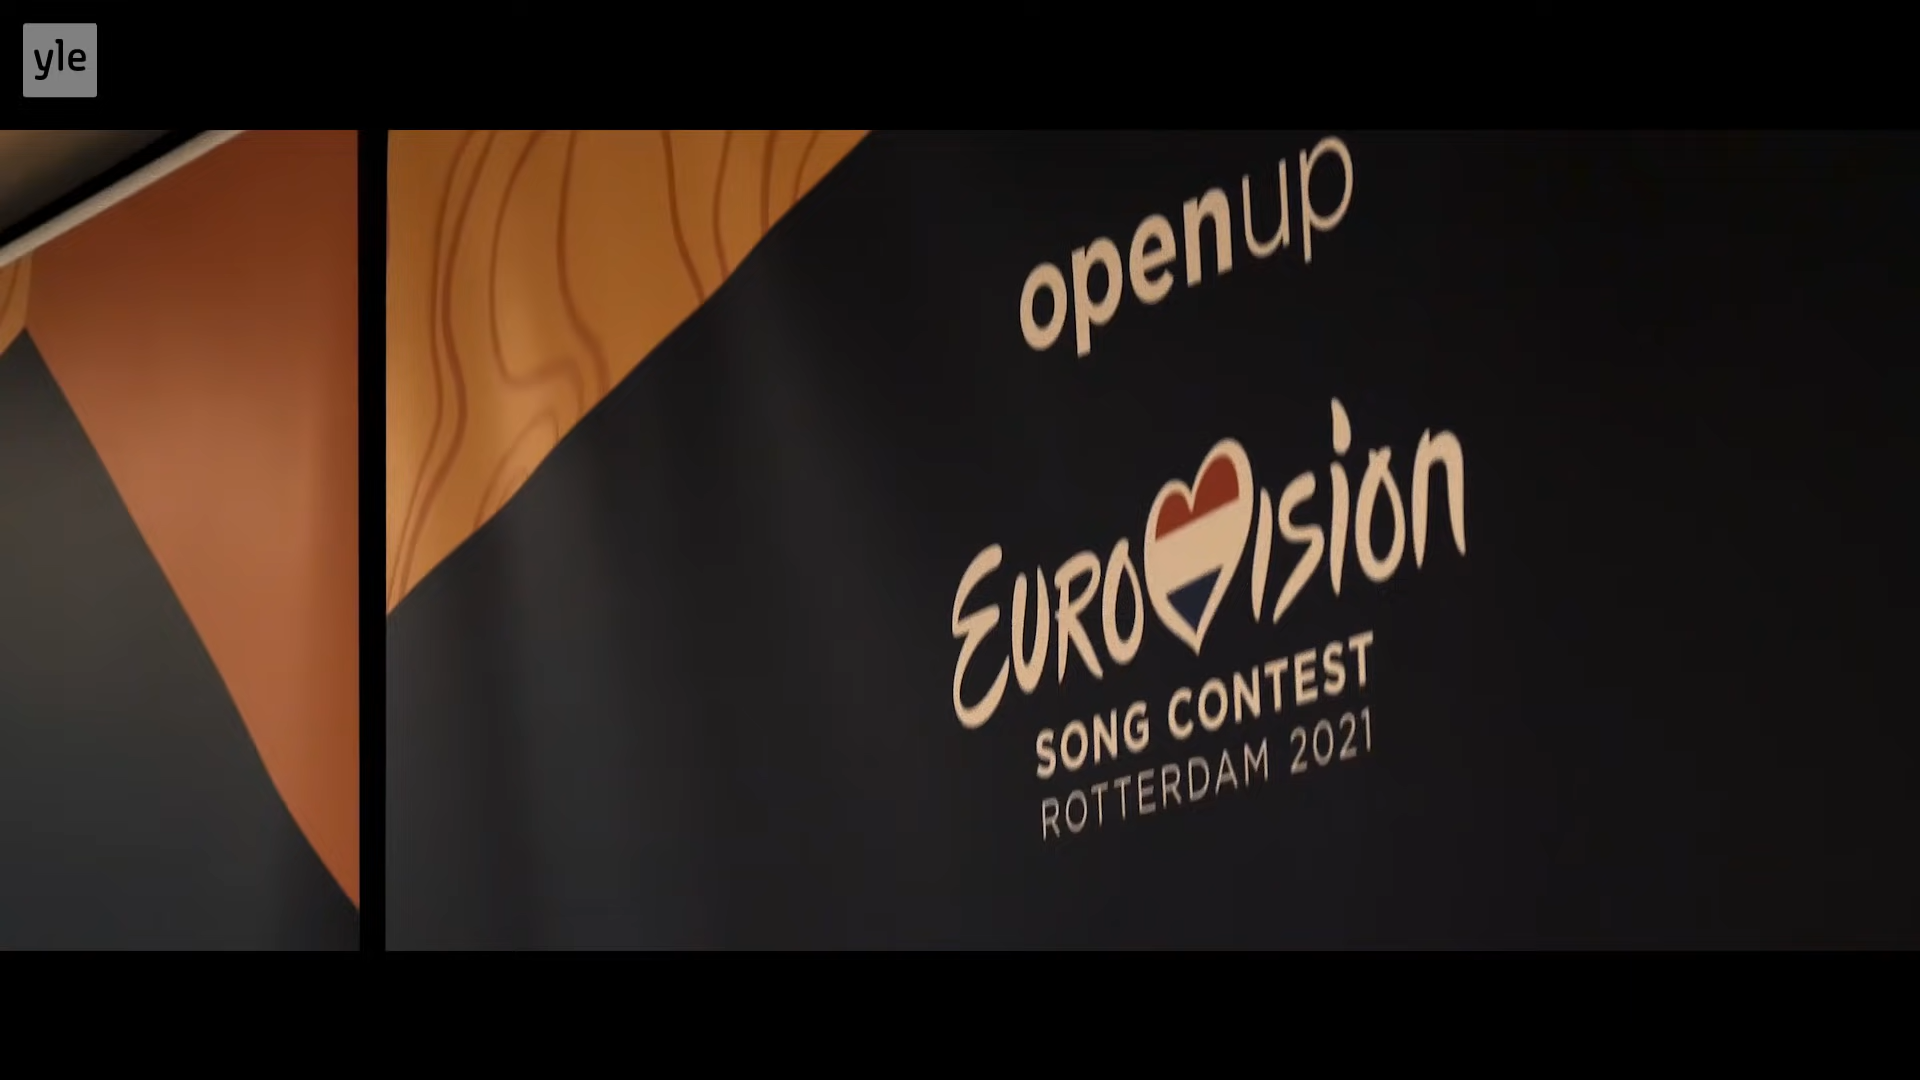 yle
openup
EUROVISION
SONG CONTEST
ROTTERDAM 2021